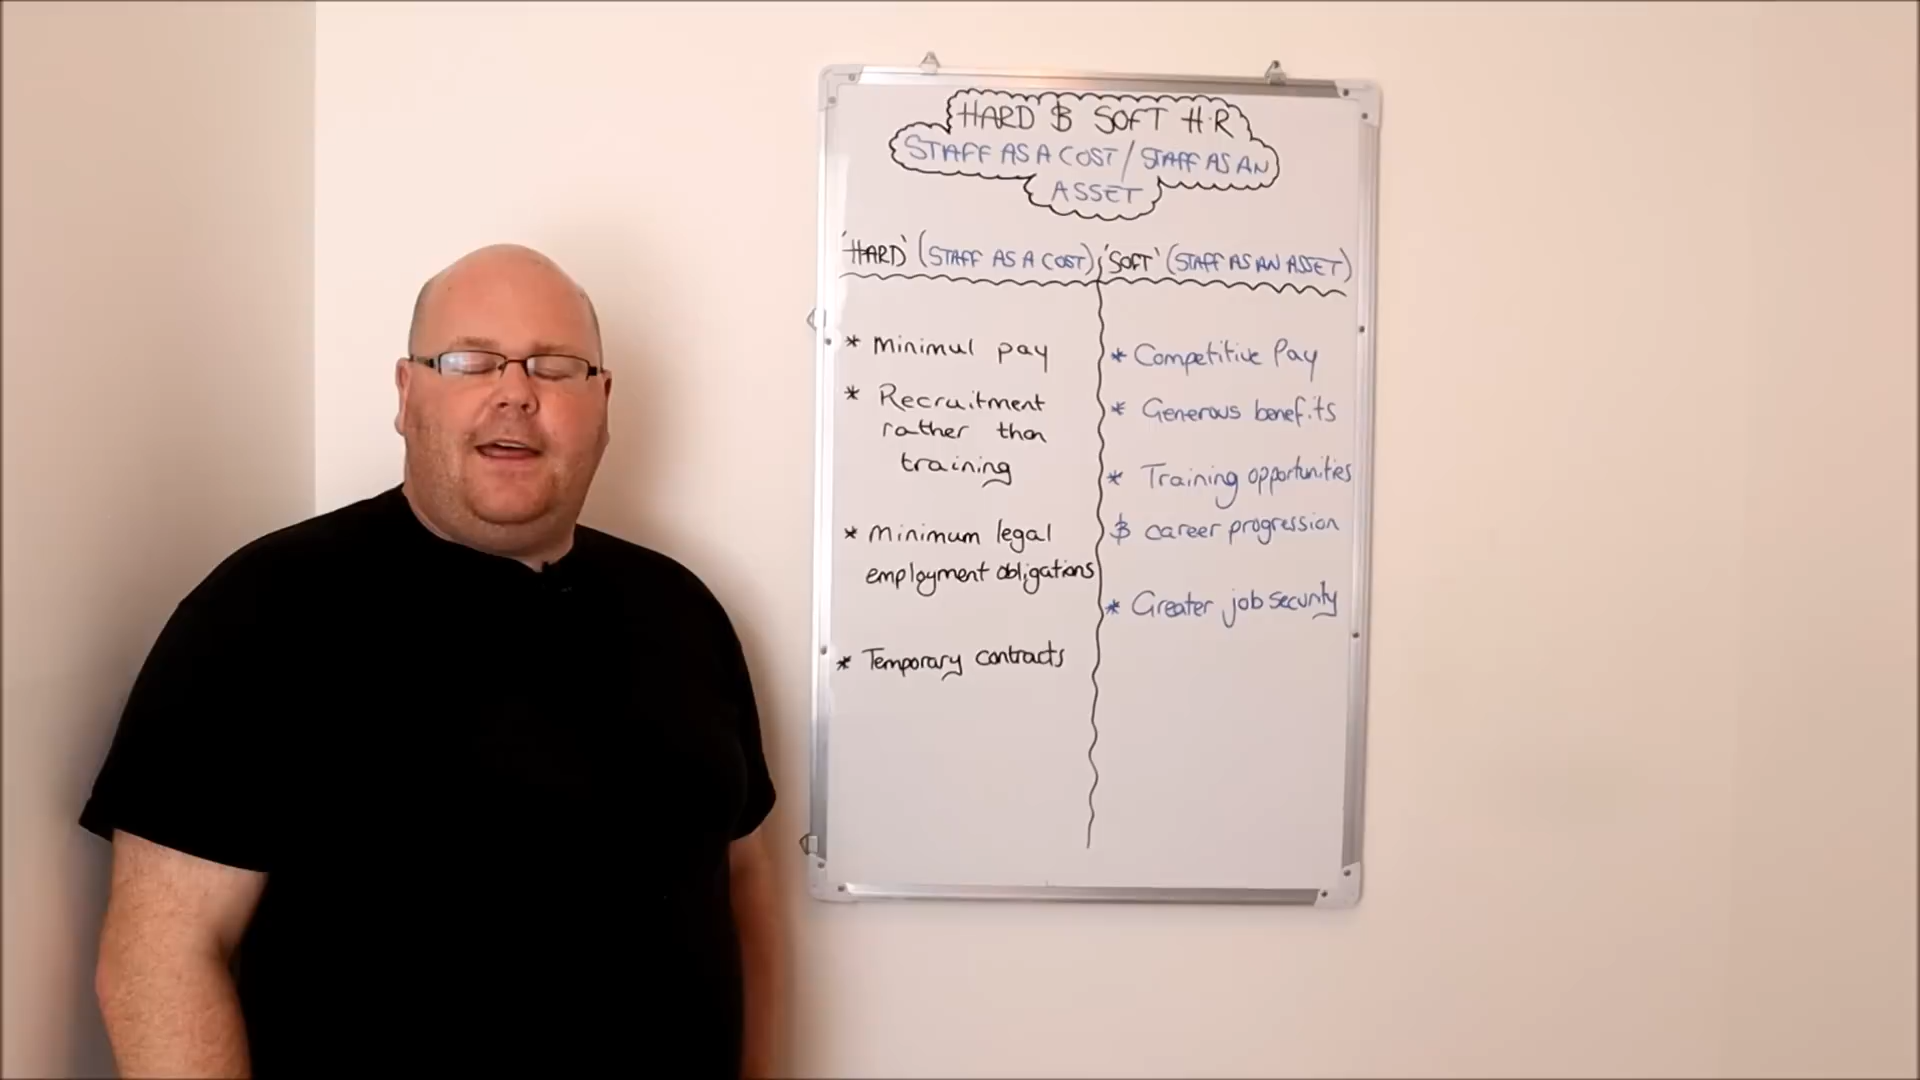 HARD & SOFT H.R
STAFF AS A COST / STAFF AS AN
ASSET
'HARD' (STAFF AS A COST)
* Minimul pay
* Recruitment
rather than
training
* Minimum legal
employment obligations
* Temporary contracts
'SOFT' (STAFF AS AN ASSET)
* Competitive Pay
* Generous benefits
* Training opportunities
& career progression
* Greater job security